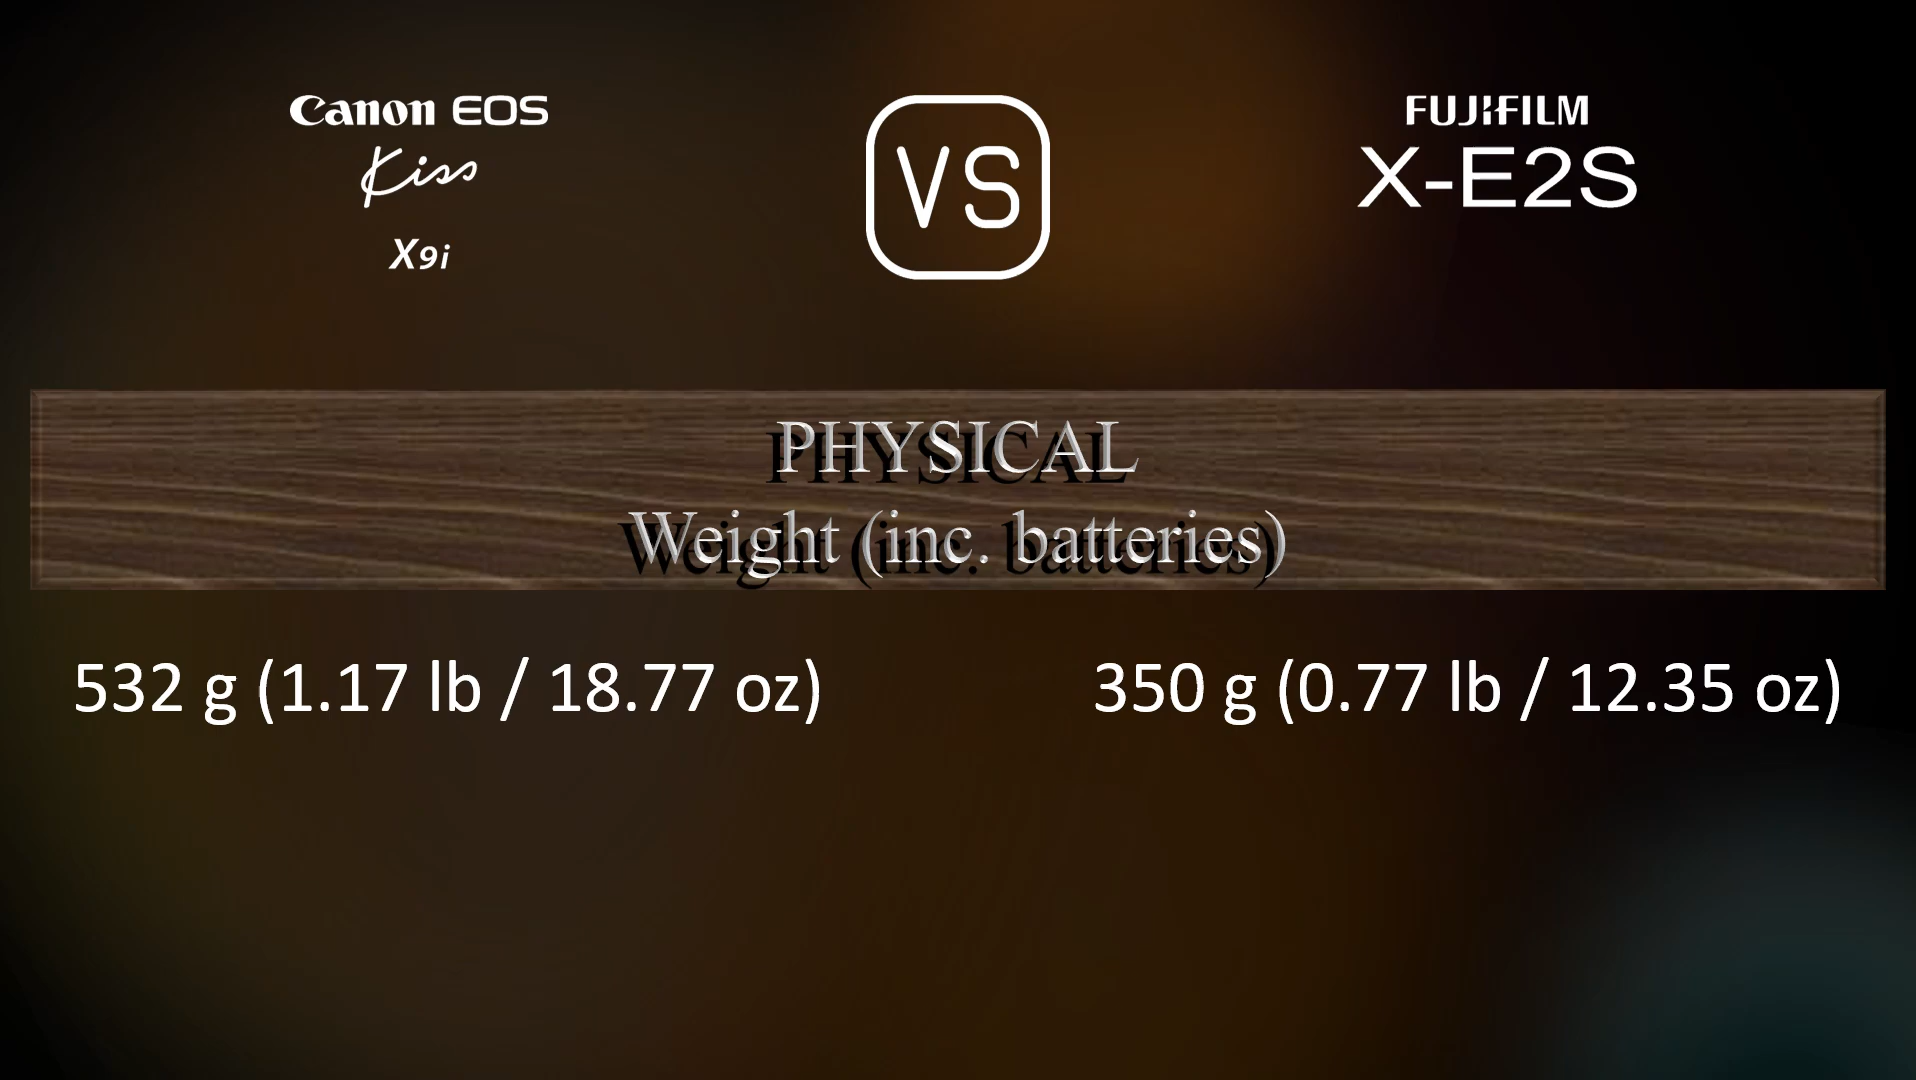 Canon EOS
Kiss
X9i
VS
FUJIFILM
X-E2S
PHYSICAL
Weight (inc. batteries)
532 g (1.17 lb / 18.77 oz)
350 g (0.77 lb / 12.35 oz)